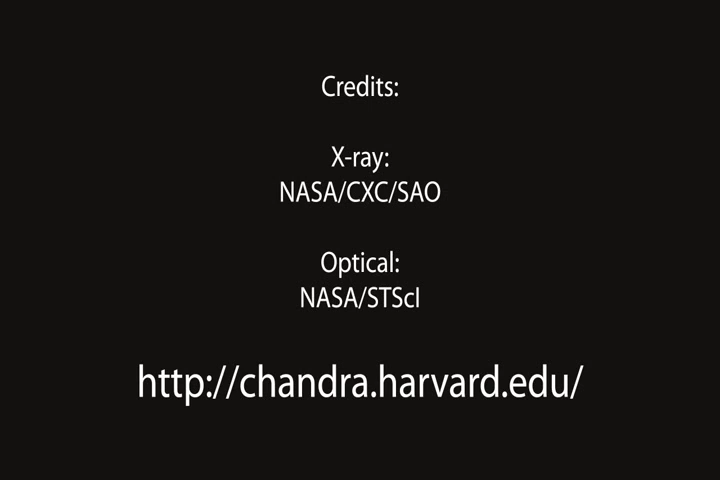 Credits:
X-ray:
NASA/CXC/SAO
Optical:
NASA/STScI
http://chandra.harvard.edu/